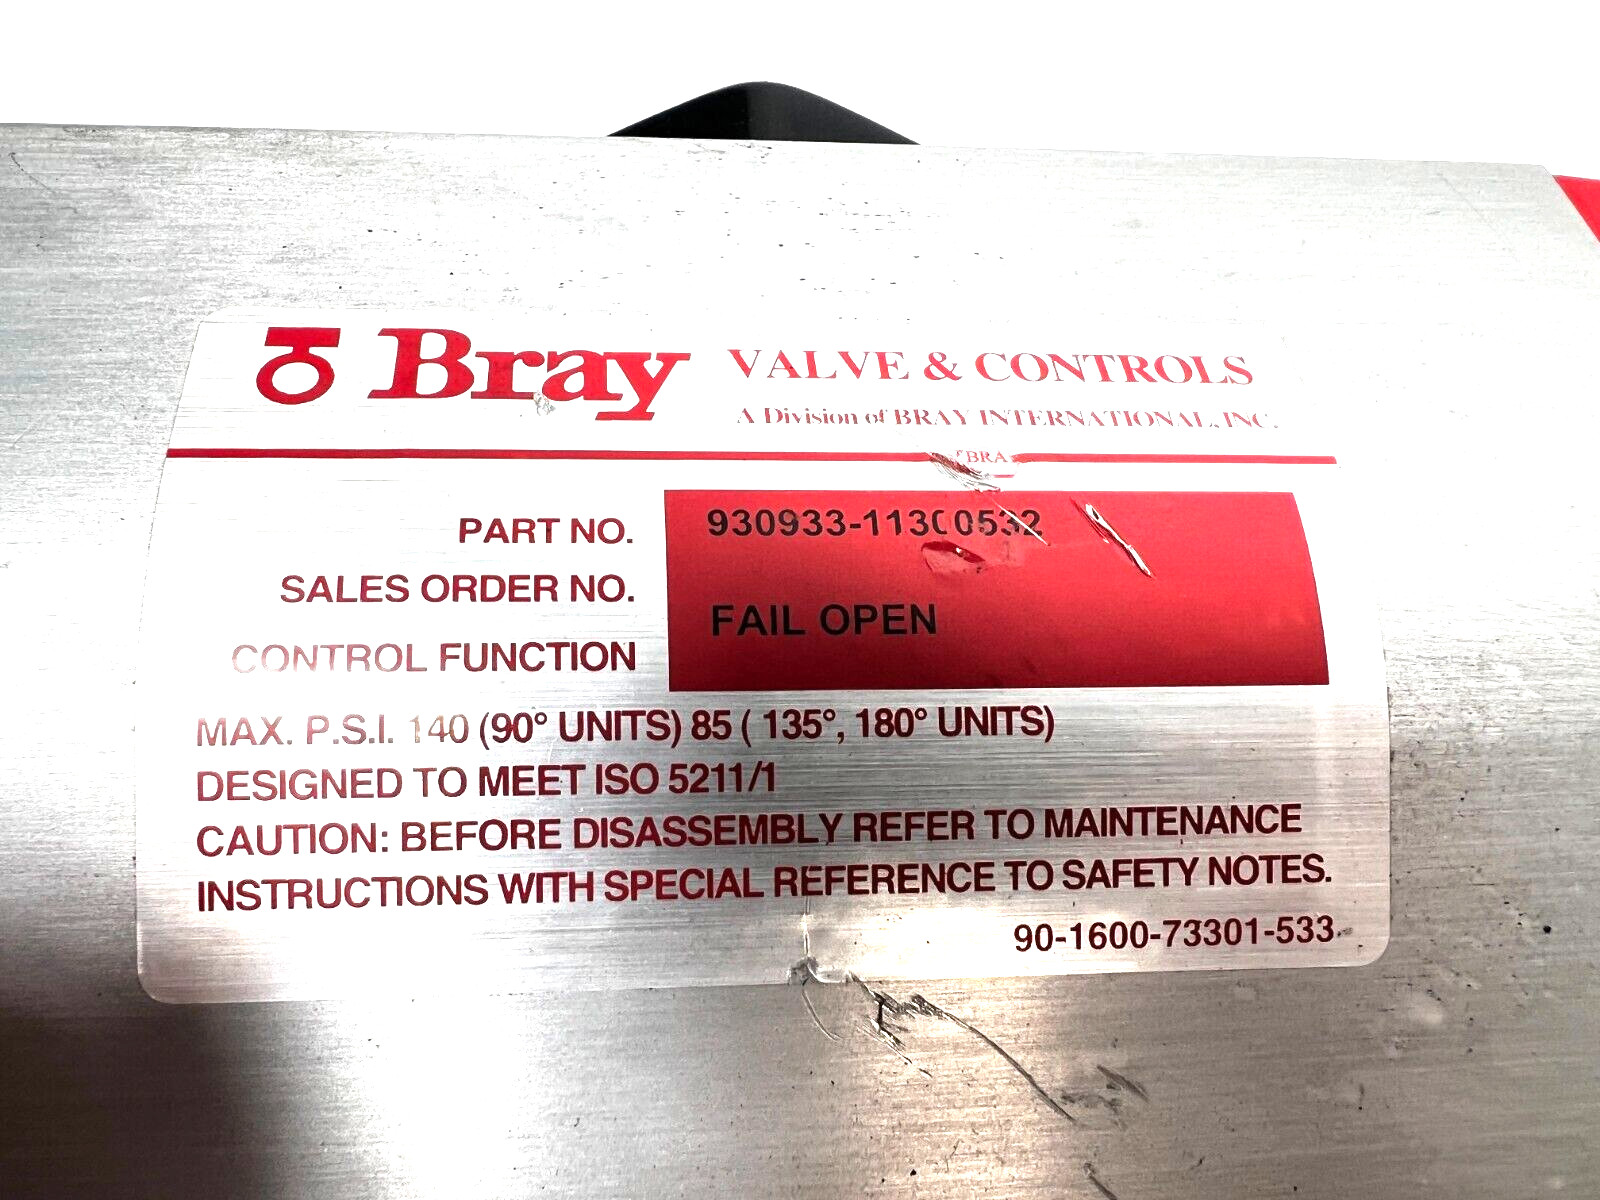 Bray VALVE & CONTROLS
A Division of BRAY INTERNATIONAL, INC.
BRA
PART NO. 930933-11300532
SALES ORDER NO.
FAIL OPEN
CONTROL FUNCTION
MAX. P.S.I. 140 (90° UNITS) 85 ( 135°, 180° UNITS)
DESIGNED TO MEET ISO 5211/1
CAUTION: BEFORE DISASSEMBLY REFER TO MAINTENANCE
INSTRUCTIONS WITH SPECIAL REFERENCE TO SAFETY NOTES.
90-1600-73301-533